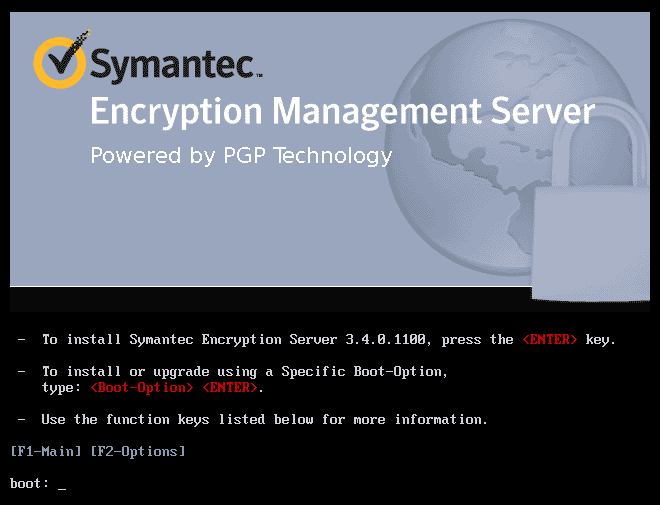 Symantec™
Encryption Management Server
Powered by PGP Technology
- To install Symantec Encryption Server 3.4.0.1100, press the <ENTER> key.
- To install or upgrade using a Specific Boot-Option,
type: <Boot-Option> <ENTER>.
- Use the function keys listed below for more information.
[F1-Main] [F2-Options]
boot: _